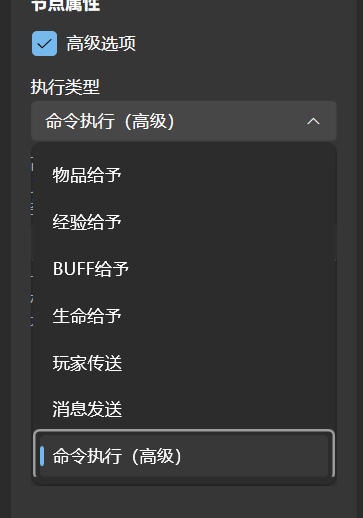 节点属性
高级选项
执行类型
命令执行（高级）
物品给予
经验给予
BUFF给予
生命给予
玩家传送
消息发送
命令执行（高级）